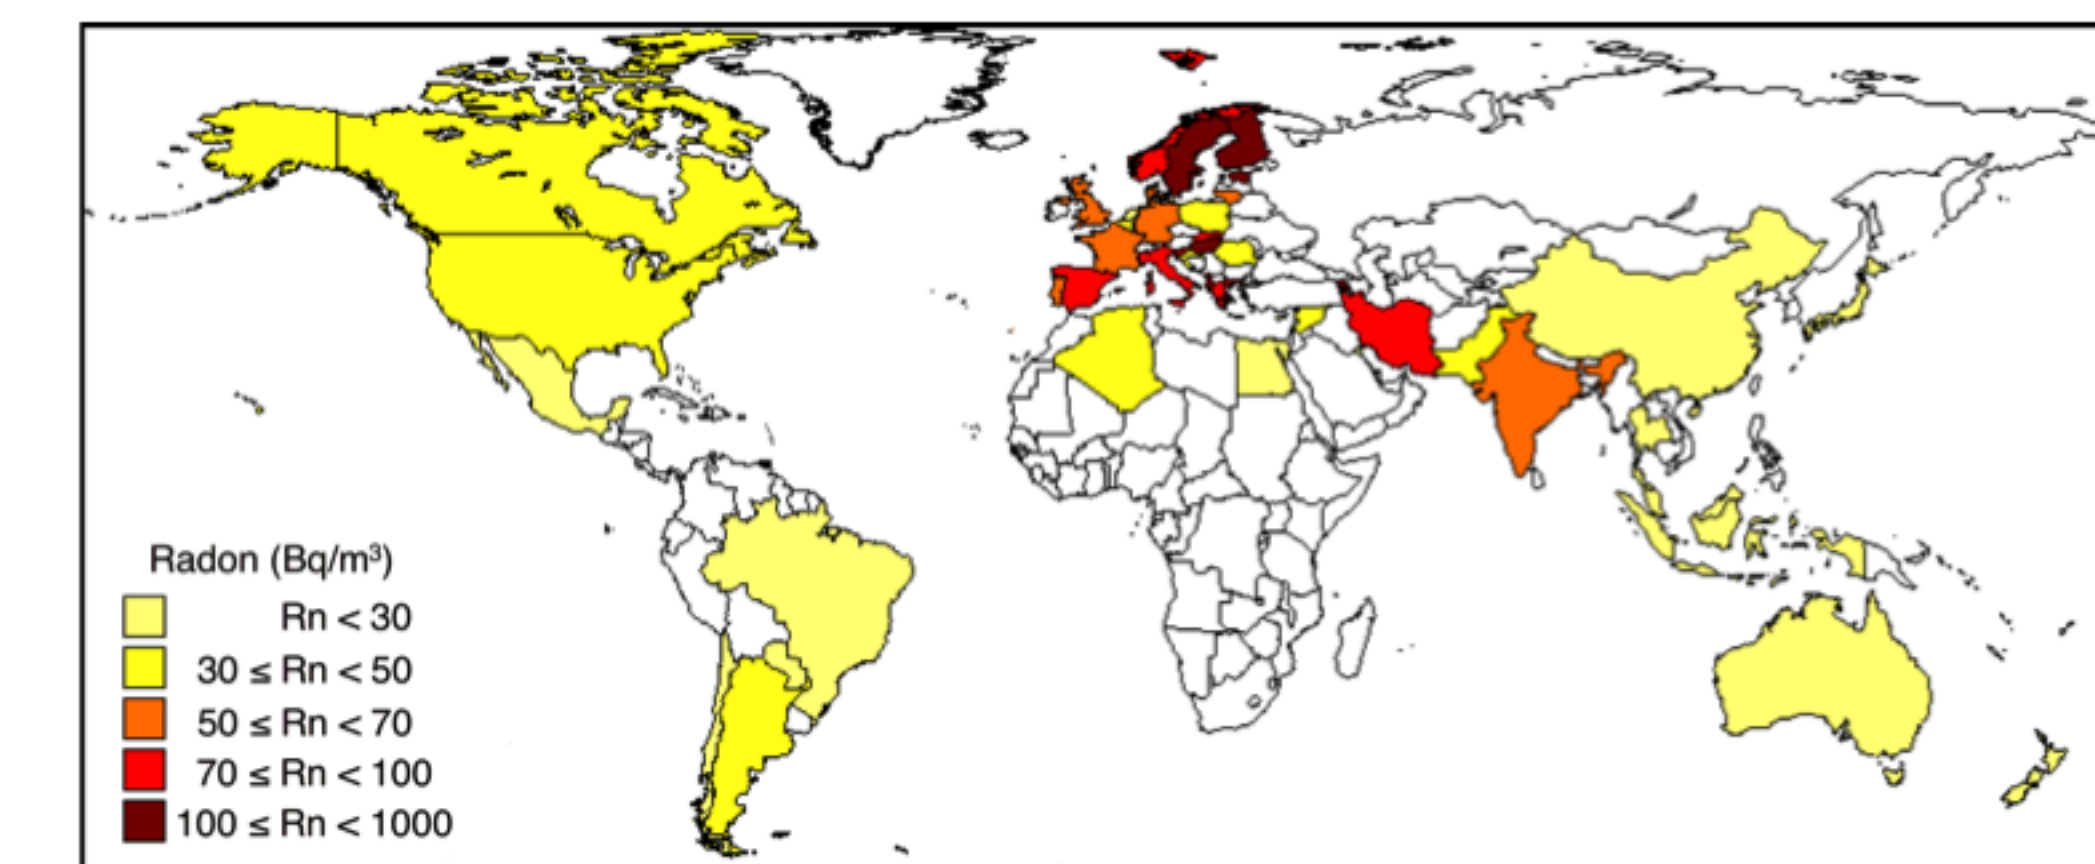 Radon (Bq/m³)
Rn < 30
30 ≤ Rn < 50
50 ≤ Rn < 70
70 ≤ Rn < 100
100 ≤ Rn < 1000